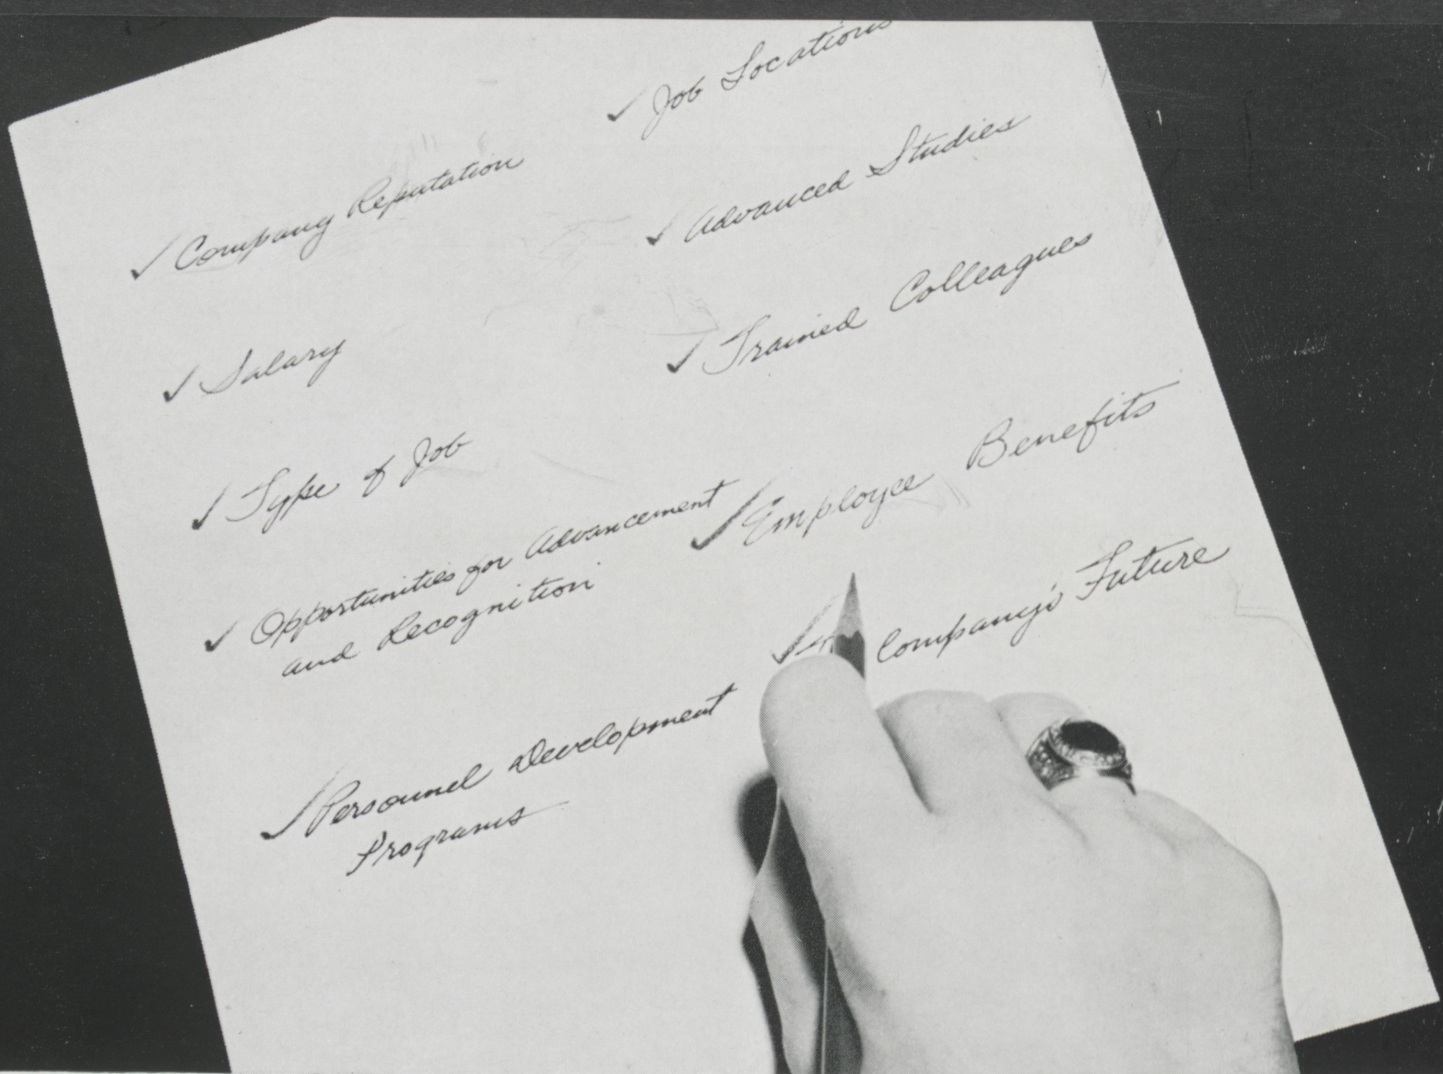 ✓ Company Reputation
✓ Salary
✓ Type of Job
✓ Opportunities for Advancement
and Recognition
✓ Personnel Development
Programs
✓ Job Locations
✓ Advanced Studies
✓ Trained Colleagues
✓ Employee Benefits
✓ Company's Future